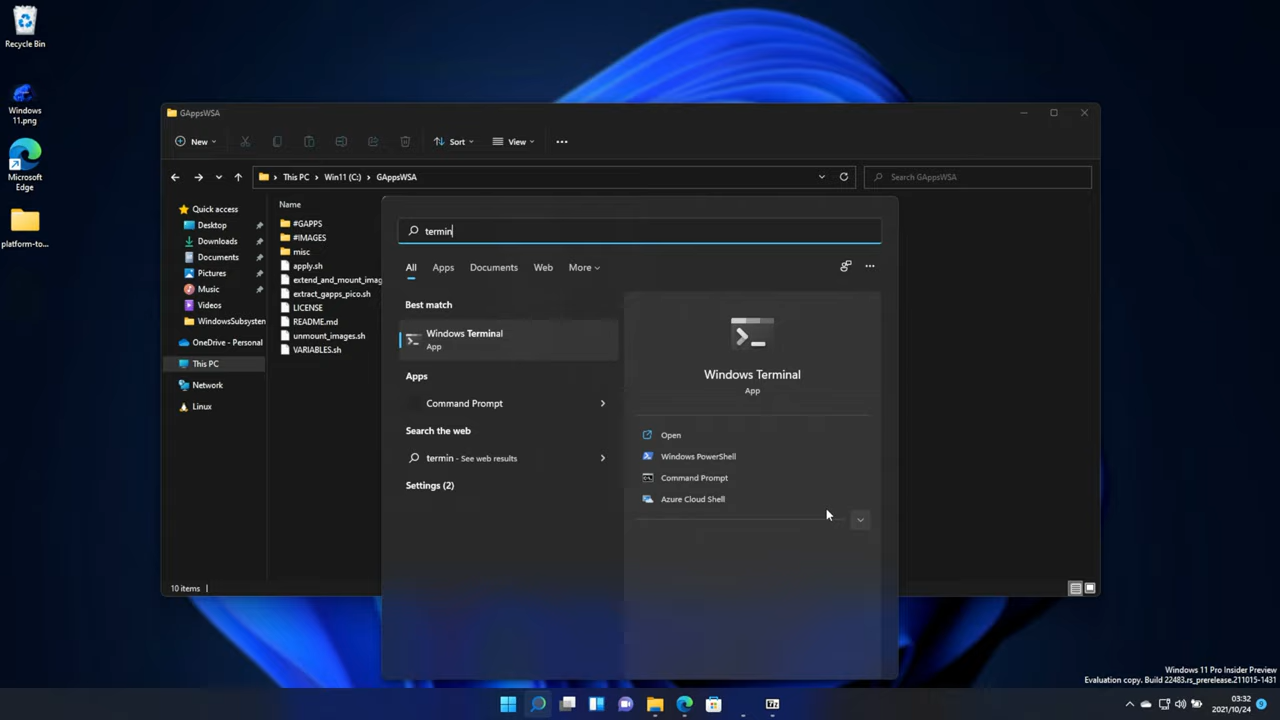 Recycle Bin
Windows
11.png
Microsoft
Edge
platform-to...
GAppsWSA
New
Sort
View
This PC > Win11 (C:) > GAppsWSA
Search GAppsWSA
Quick access
Desktop
Downloads
Documents
Pictures
Music
Videos
WindowsSubsystem
OneDrive - Personal
This PC
Network
Linux
Name
#GAPPS
#IMAGES
misc
apply.sh
extend_and_mount_imag
extract_gapps_pico.sh
LICENSE
README.md
unmount_images.sh
VARIABLES.sh
10 items
termin
All
Apps
Documents
Web
More
Best match
Windows Terminal
App
Apps
Command Prompt
Search the web
termin - See web results
Settings (2)
Windows Terminal
App
Open
Windows PowerShell
Command Prompt
Azure Cloud Shell
Windows 11 Pro Insider Preview
Evaluation copy. Build 22483.rs_prerelease.211015-1431
7z
03:32
2021/10/24